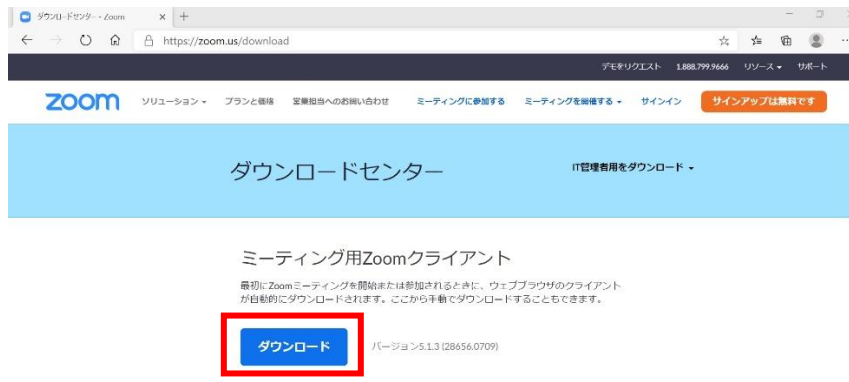 ダウンロードセンター - Zoom
https://zoom.us/download
デモをリクエスト 1.888.799.9666 リソース サポート
zoom ソリューション プランと価格 営業担当へのお問い合わせ ミーティングに参加する ミーティングを開催する サインイン サインアップは無料です
ダウンロードセンター IT管理者用をダウンロード
ミーティング用Zoomクライアント
最初にZoomミーティングを開始または参加されるときに、ウェブブラウザのクライアント
が自動的にダウンロードされます。ここから手動でダウンロードすることもできます。
ダウンロード バージョン5.1.3 (28656.0709)